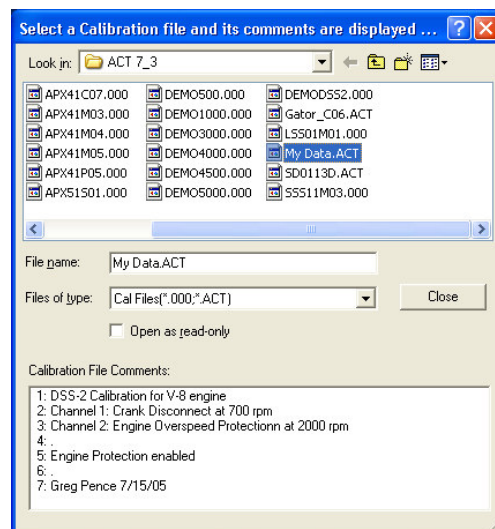 Select a Calibration file and its comments are displayed ...
Look in: ACT 7_3
APX41C07.000 DEMO500.000 DEMODSS2.000
APX41M03.000 DEMO1000.000 Gator_C06.ACT
APX41M04.000 DEMO3000.000 LSS01M01.000
APX41M05.000 DEMO4000.000 My Data.ACT
APX41P05.000 DEMO4500.000 SD0113D.ACT
APX51S01.000 DEMO5000.000 SSS11M03.000
File name: My Data.ACT
Files of type: Cal Files(*.000;*.ACT) Close
Open as read-only
Calibration File Comments:
1: DSS-2 Calibration for V-8 engine
2: Channel 1: Crank Disconnect at 700 rpm
3: Channel 2: Engine Overspeed Protectionn at 2000 rpm
4: .
5: Engine Protection enabled
6: .
7: Greg Pence 7/15/05